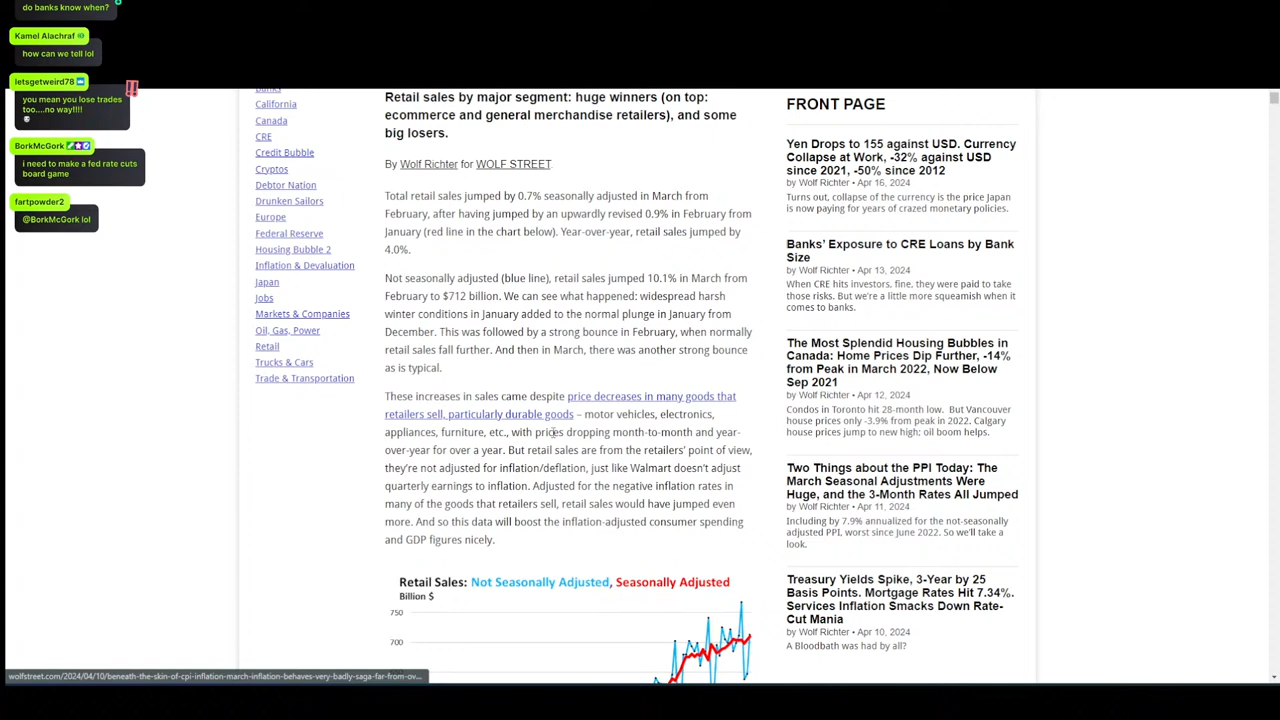 do banks know when?
Kamel Alachraf
how can we tell lol
letsgetweird78
you mean you lose trades
too....no way!!!!
BorkMcGork
i need to make a fed rate cuts
board game
fartpowder2
@BorkMcGork lol
Banks
California
Canada
CRE
Credit Bubble
Cryptos
Debtor Nation
Drunken Sailors
Europe
Federal Reserve
Housing Bubble 2
Inflation & Devaluation
Japan
Jobs
Markets & Companies
Oil, Gas, Power
Retail
Trucks & Cars
Trade & Transportation
Retail sales by major segment: huge winners (on top:
ecommerce and general merchandise retailers), and some
big losers.
By Wolf Richter for WOLF STREET.
Total retail sales jumped by 0.7% seasonally adjusted in March from
February, after having jumped by an upwardly revised 0.9% in February from
January (red line in the chart below). Year-over-year, retail sales jumped by
4.0%.
Not seasonally adjusted (blue line), retail sales jumped 10.1% in March from
February to $712 billion. We can see what happened: widespread harsh
winter conditions in January added to the normal plunge in January from
December. This was followed by a strong bounce in February, when normally
retail sales fall further. And then in March, there was another strong bounce
as is typical.
These increases in sales came despite price decreases in many goods that
retailers sell, particularly durable goods – motor vehicles, electronics,
appliances, furniture, etc., with prices dropping month-to-month and year-
over-year for over a year. But retail sales are from the retailers' point of view,
they're not adjusted for inflation/deflation, just like Walmart doesn't adjust
quarterly earnings to inflation. Adjusted for the negative inflation rates in
many of the goods that retailers sell, retail sales would have jumped even
more. And so this data will boost the inflation-adjusted consumer spending
and GDP figures nicely.
Retail Sales: Not Seasonally Adjusted, Seasonally Adjusted
Billion $
750
700
FRONT PAGE
Yen Drops to 155 against USD. Currency
Collapse at Work, -32% against USD
since 2021, -50% since 2012
by Wolf Richter • Apr 16, 2024
Turns out, collapse of the currency is the price Japan
is now paying for years of crazed monetary policies.
Banks' Exposure to CRE Loans by Bank
Size
by Wolf Richter • Apr 13, 2024
When CRE hits investors, fine, they were paid to take
those risks. But we're a little more squeamish when it
comes to banks.
The Most Splendid Housing Bubbles in
Canada: Home Prices Dip Further, -14%
from Peak in March 2022, Now Below
Sep 2021
by Wolf Richter • Apr 12, 2024
Condos in Toronto hit 28-month low. But Vancouver
house prices only -3.9% from peak in 2022. Calgary
house prices jump to new high; oil boom helps.
Two Things about the PPI Today: The
March Seasonal Adjustments Were
Huge, and the 3-Month Rates All Jumped
by Wolf Richter • Apr 11, 2024
Including by 7.9% annualized for the not-seasonally
adjusted PPI, worst since June 2022. So we'll take a
look.
Treasury Yields Spike, 3-Year by 25
Basis Points. Mortgage Rates Hit 7.34%.
Services Inflation Smacks Down Rate-
Cut Mania
by Wolf Richter • Apr 10, 2024
A Bloodbath was had by all?
wolfstreet.com/2024/04/10/beneath-the-skin-of-cpi-inflation-march-inflation-behaves-very-badly-saga-far-from-ov...